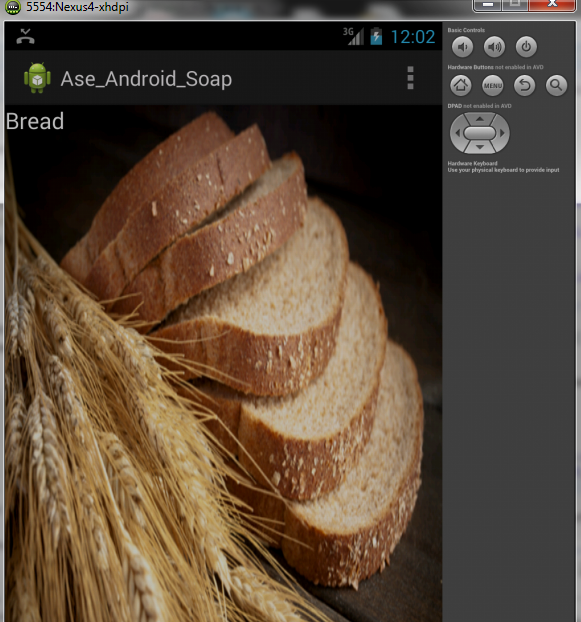 5554:Nexus4-xhdpi
3G 12:02
Ase_Android_Soap
Bread
Basic Controls
Hardware Buttons not enabled in AVD
MENU
DPAD not enabled in AVD
Hardware Keyboard
Use your physical keyboard to provide input